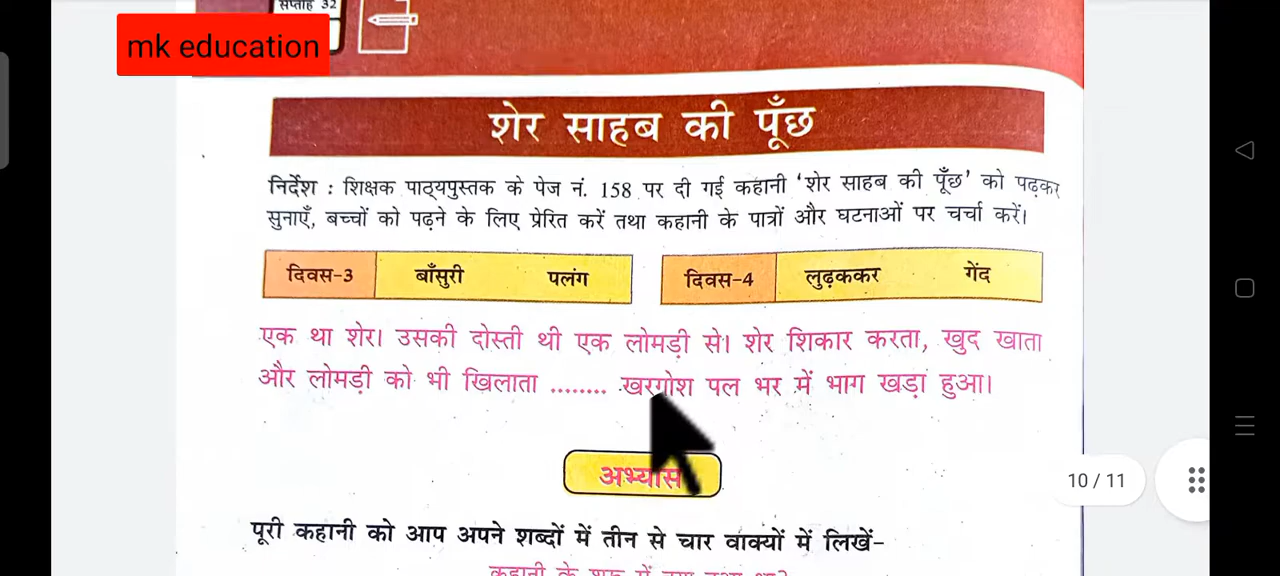 सप्ताह 32
mk education
शेर साहब की पूँछ
निर्देश : शिक्षक पाठ्यपुस्तक के पेज नं. 158 पर दी गई कहानी ‘शेर साहब की पूँछ’ को पढ़कर
सुनाएँ, बच्चों को पढ़ने के लिए प्रेरित करें तथा कहानी के पात्रों और घटनाओं पर चर्चा करें।
दिवस-3 बाँसुरी पलंग दिवस-4 लुढ़ककर गेंद
एक था शेर। उसकी दोस्ती थी एक लोमड़ी से। शेर शिकार करता, खुद खाता
और लोमड़ी को भी खिलाता ........ खरगोश पल भर में भाग खड़ा हुआ।
अभ्यास
10 / 11
पूरी कहानी को आप अपने शब्दों में तीन से चार वाक्यों में लिखें-